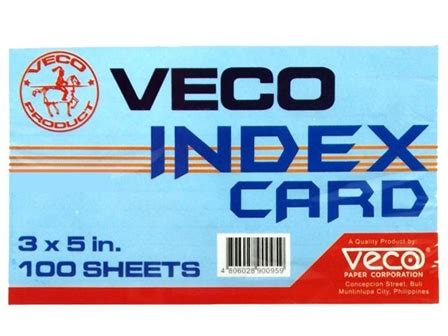 VECO
PRODUCT
VECO
INDEX
CARD
3 x 5 in.
100 SHEETS
4 806028 900959
A Quality Product by:
veco
PAPER CORPORATION
Concepcion Street, Buli
Muntinlupa City, Philippines